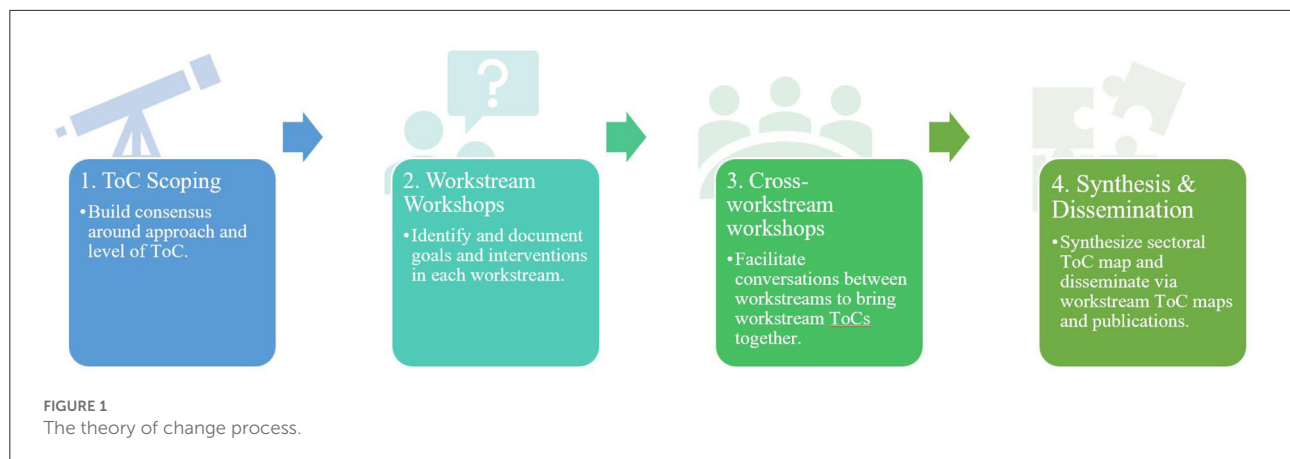 ?
1. ToC Scoping
•Build consensus
around approach and
level of ToC.
2. Workstream
Workshops
•Identify and document
goals and interventions
in each workstream.
3. Cross-
workstream
workshops
•Facilitate
conversations between
workstreams to bring
workstream ToCs
together.
4. Synthesis &
Dissemination
•Synthesize sectoral
ToC map and
disseminate via
workstream ToC maps
and publications.
FIGURE 1
The theory of change process.